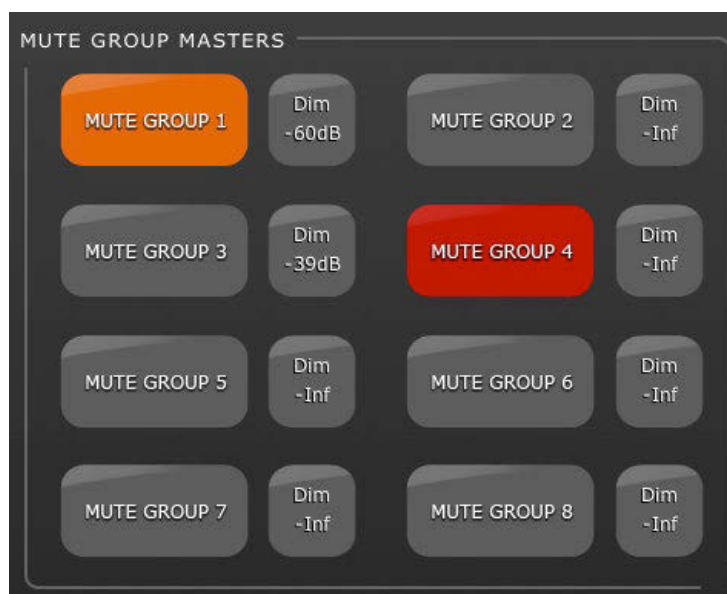 MUTE GROUP MASTERS
MUTE GROUP 1
Dim
-60dB
MUTE GROUP 2
Dim
-Inf
MUTE GROUP 3
Dim
-39dB
MUTE GROUP 4
Dim
-Inf
MUTE GROUP 5
Dim
-Inf
MUTE GROUP 6
Dim
-Inf
MUTE GROUP 7
Dim
-Inf
MUTE GROUP 8
Dim
-Inf